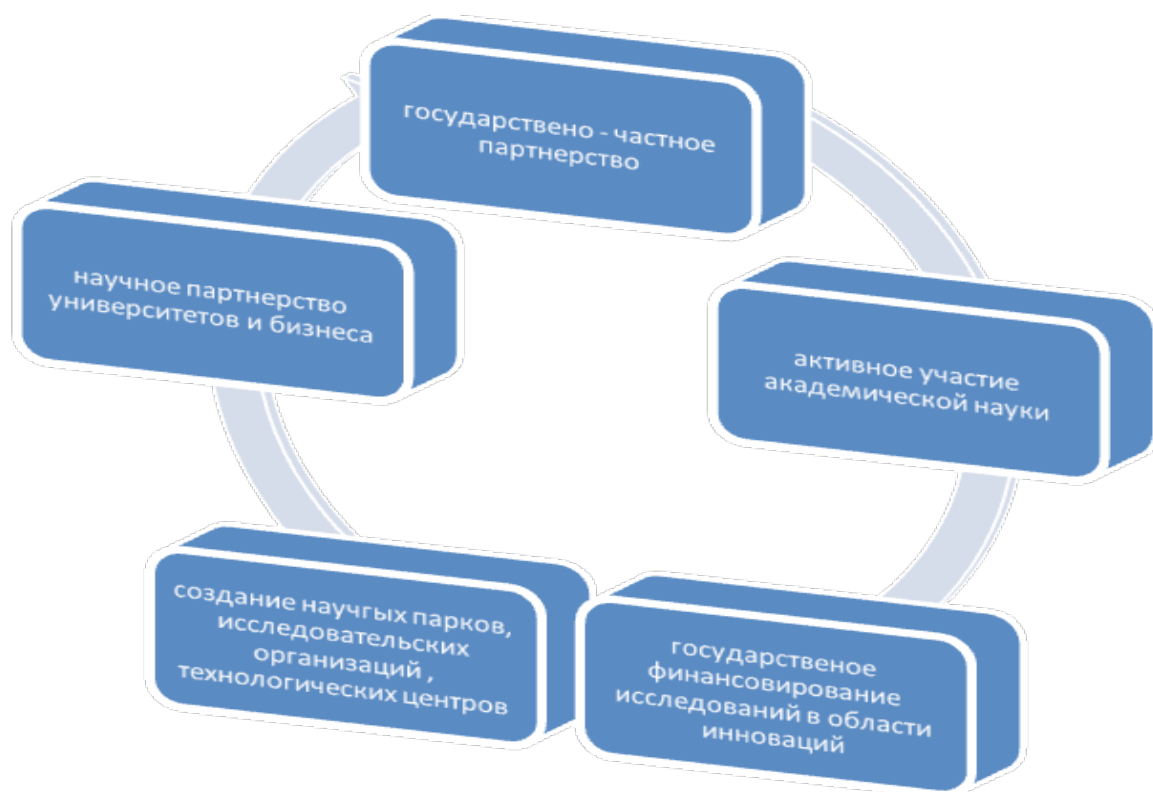 государствено - частное
партнерство
активное участие
академической науки
государственое
финансовирование
исследований в области
инноваций
создание научгых парков,
исследовательских
организаций ,
технологических центров
научное партнерство
университетов и бизнеса